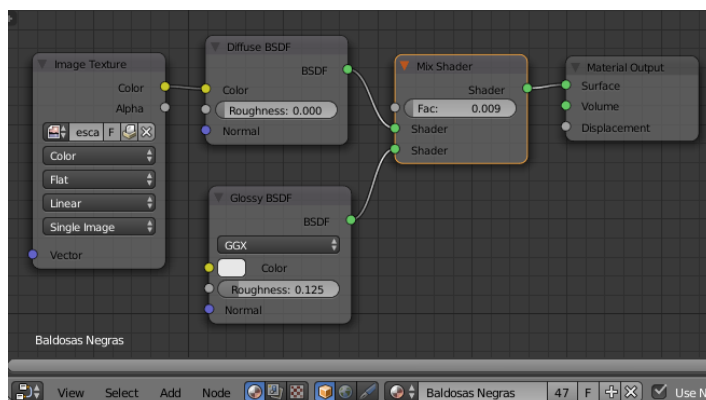 Image Texture
Color
Alpha
esca F
Color
Flat
Linear
Single Image
Vector
Diffuse BSDF
BSDF
Color
Roughness: 0.000
Normal
Glossy BSDF
BSDF
GGX
Color
Roughness: 0.125
Normal
Mix Shader
Shader
Fac: 0.009
Shader
Shader
Material Output
Surface
Volume
Displacement
Baldosas Negras
View Select Add Node Baldosas Negras 47 F Use N